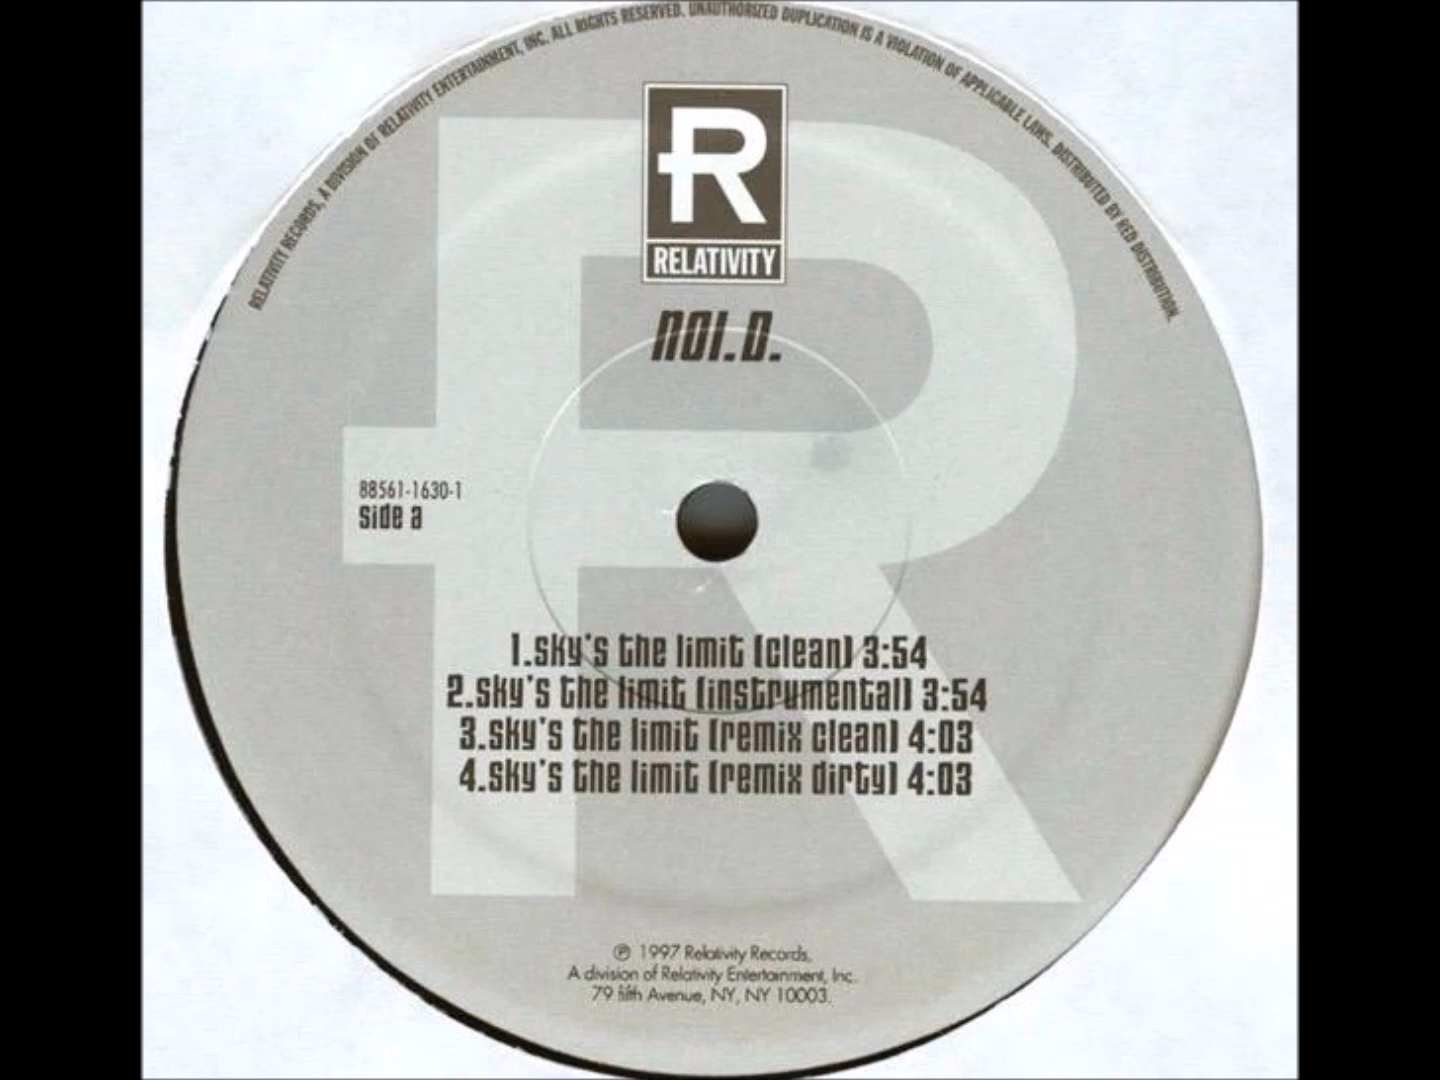 RELATIVITY RECORDS, A DIVISION OF RELATIVITY ENTERTAINMENT, INC. ALL RIGHTS RESERVED. UNAUTHORIZED DUPLICATION IS A VIOLATION OF APPLICABLE LAWS. DISTRIBUTED BY RED DISTRIBUTION.
R
RELATIVITY
NOI.D.
88561-1630-1
side a
1.sky's the limit (clean) 3:54
2.sky's the limit (instrumental) 3:54
3.sky's the limit (remix clean) 4:03
4.sky's the limit (remix dirty) 4:03
℗ 1997 Relativity Records,
A division of Relativity Entertainment, Inc.
79 fifth Avenue, NY, NY 10003.